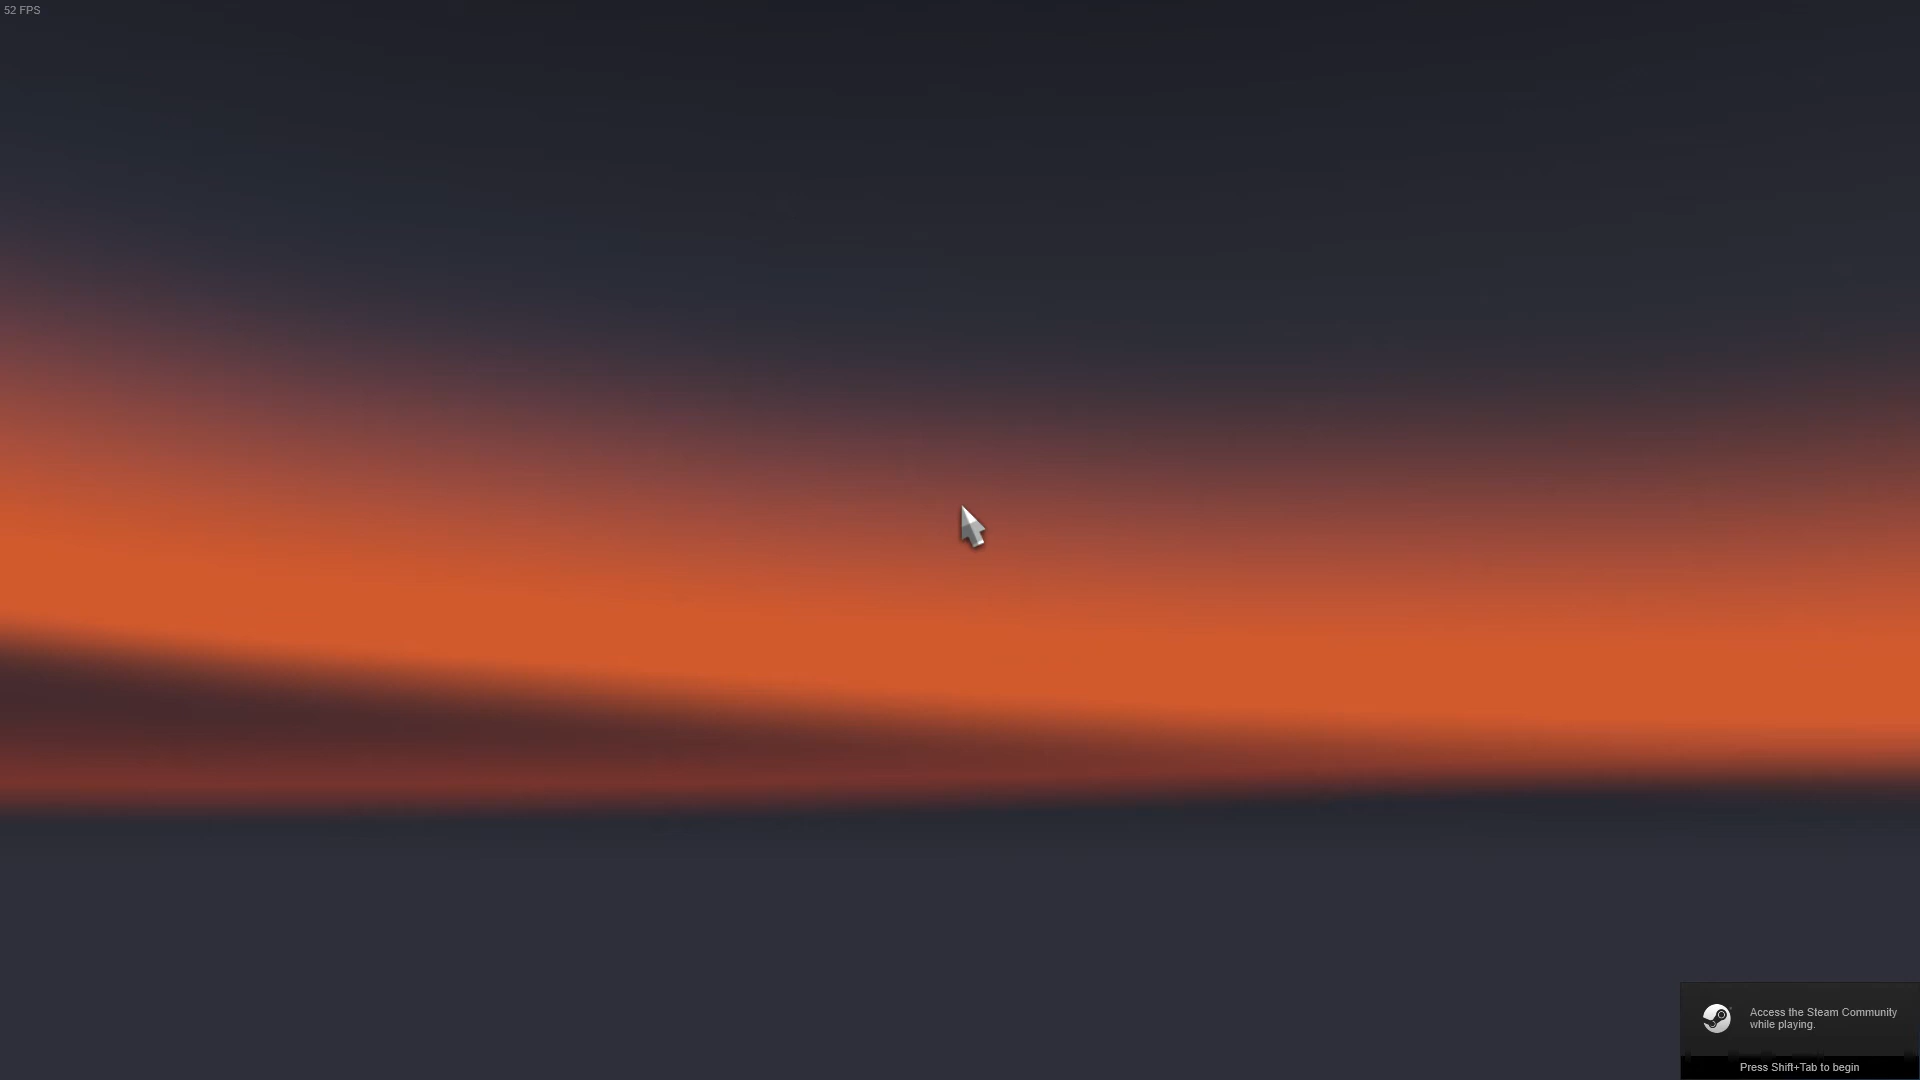 52 FPS
Access the Steam Community
while playing.
Press Shift+Tab to begin